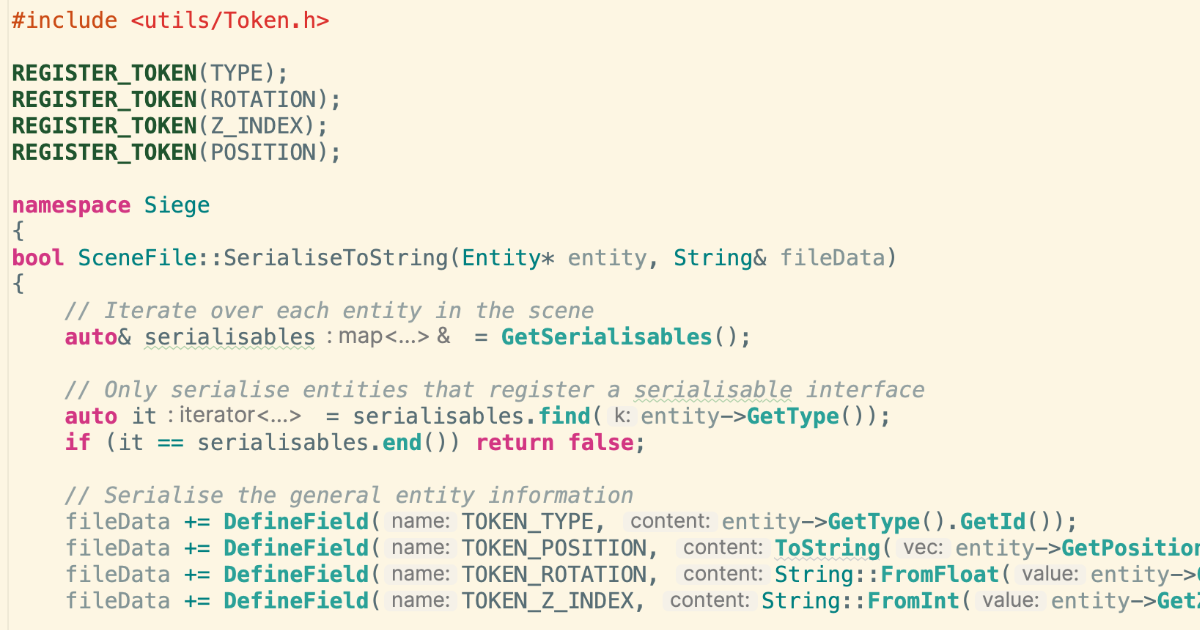 #include <utils/Token.h>
REGISTER_TOKEN(TYPE);
REGISTER_TOKEN(ROTATION);
REGISTER_TOKEN(Z_INDEX);
REGISTER_TOKEN(POSITION);
namespace Siege
{
bool SceneFile::SerialiseToString(Entity* entity, String& fileData)
{
// Iterate over each entity in the scene
auto& serialisables : map<...> & = GetSerialisables();
// Only serialise entities that register a serialisable interface
auto it : iterator<...> = serialisables.find( k: entity->GetType());
if (it == serialisables.end()) return false;
// Serialise the general entity information
fileData += DefineField( name: TOKEN_TYPE, content: entity->GetType().GetId());
fileData += DefineField( name: TOKEN_POSITION, content: ToString( vec: entity->GetPosition
fileData += DefineField( name: TOKEN_ROTATION, content: String::FromFloat( value: entity->
fileData += DefineField( name: TOKEN_Z_INDEX, content: String::FromInt( value: entity->Get